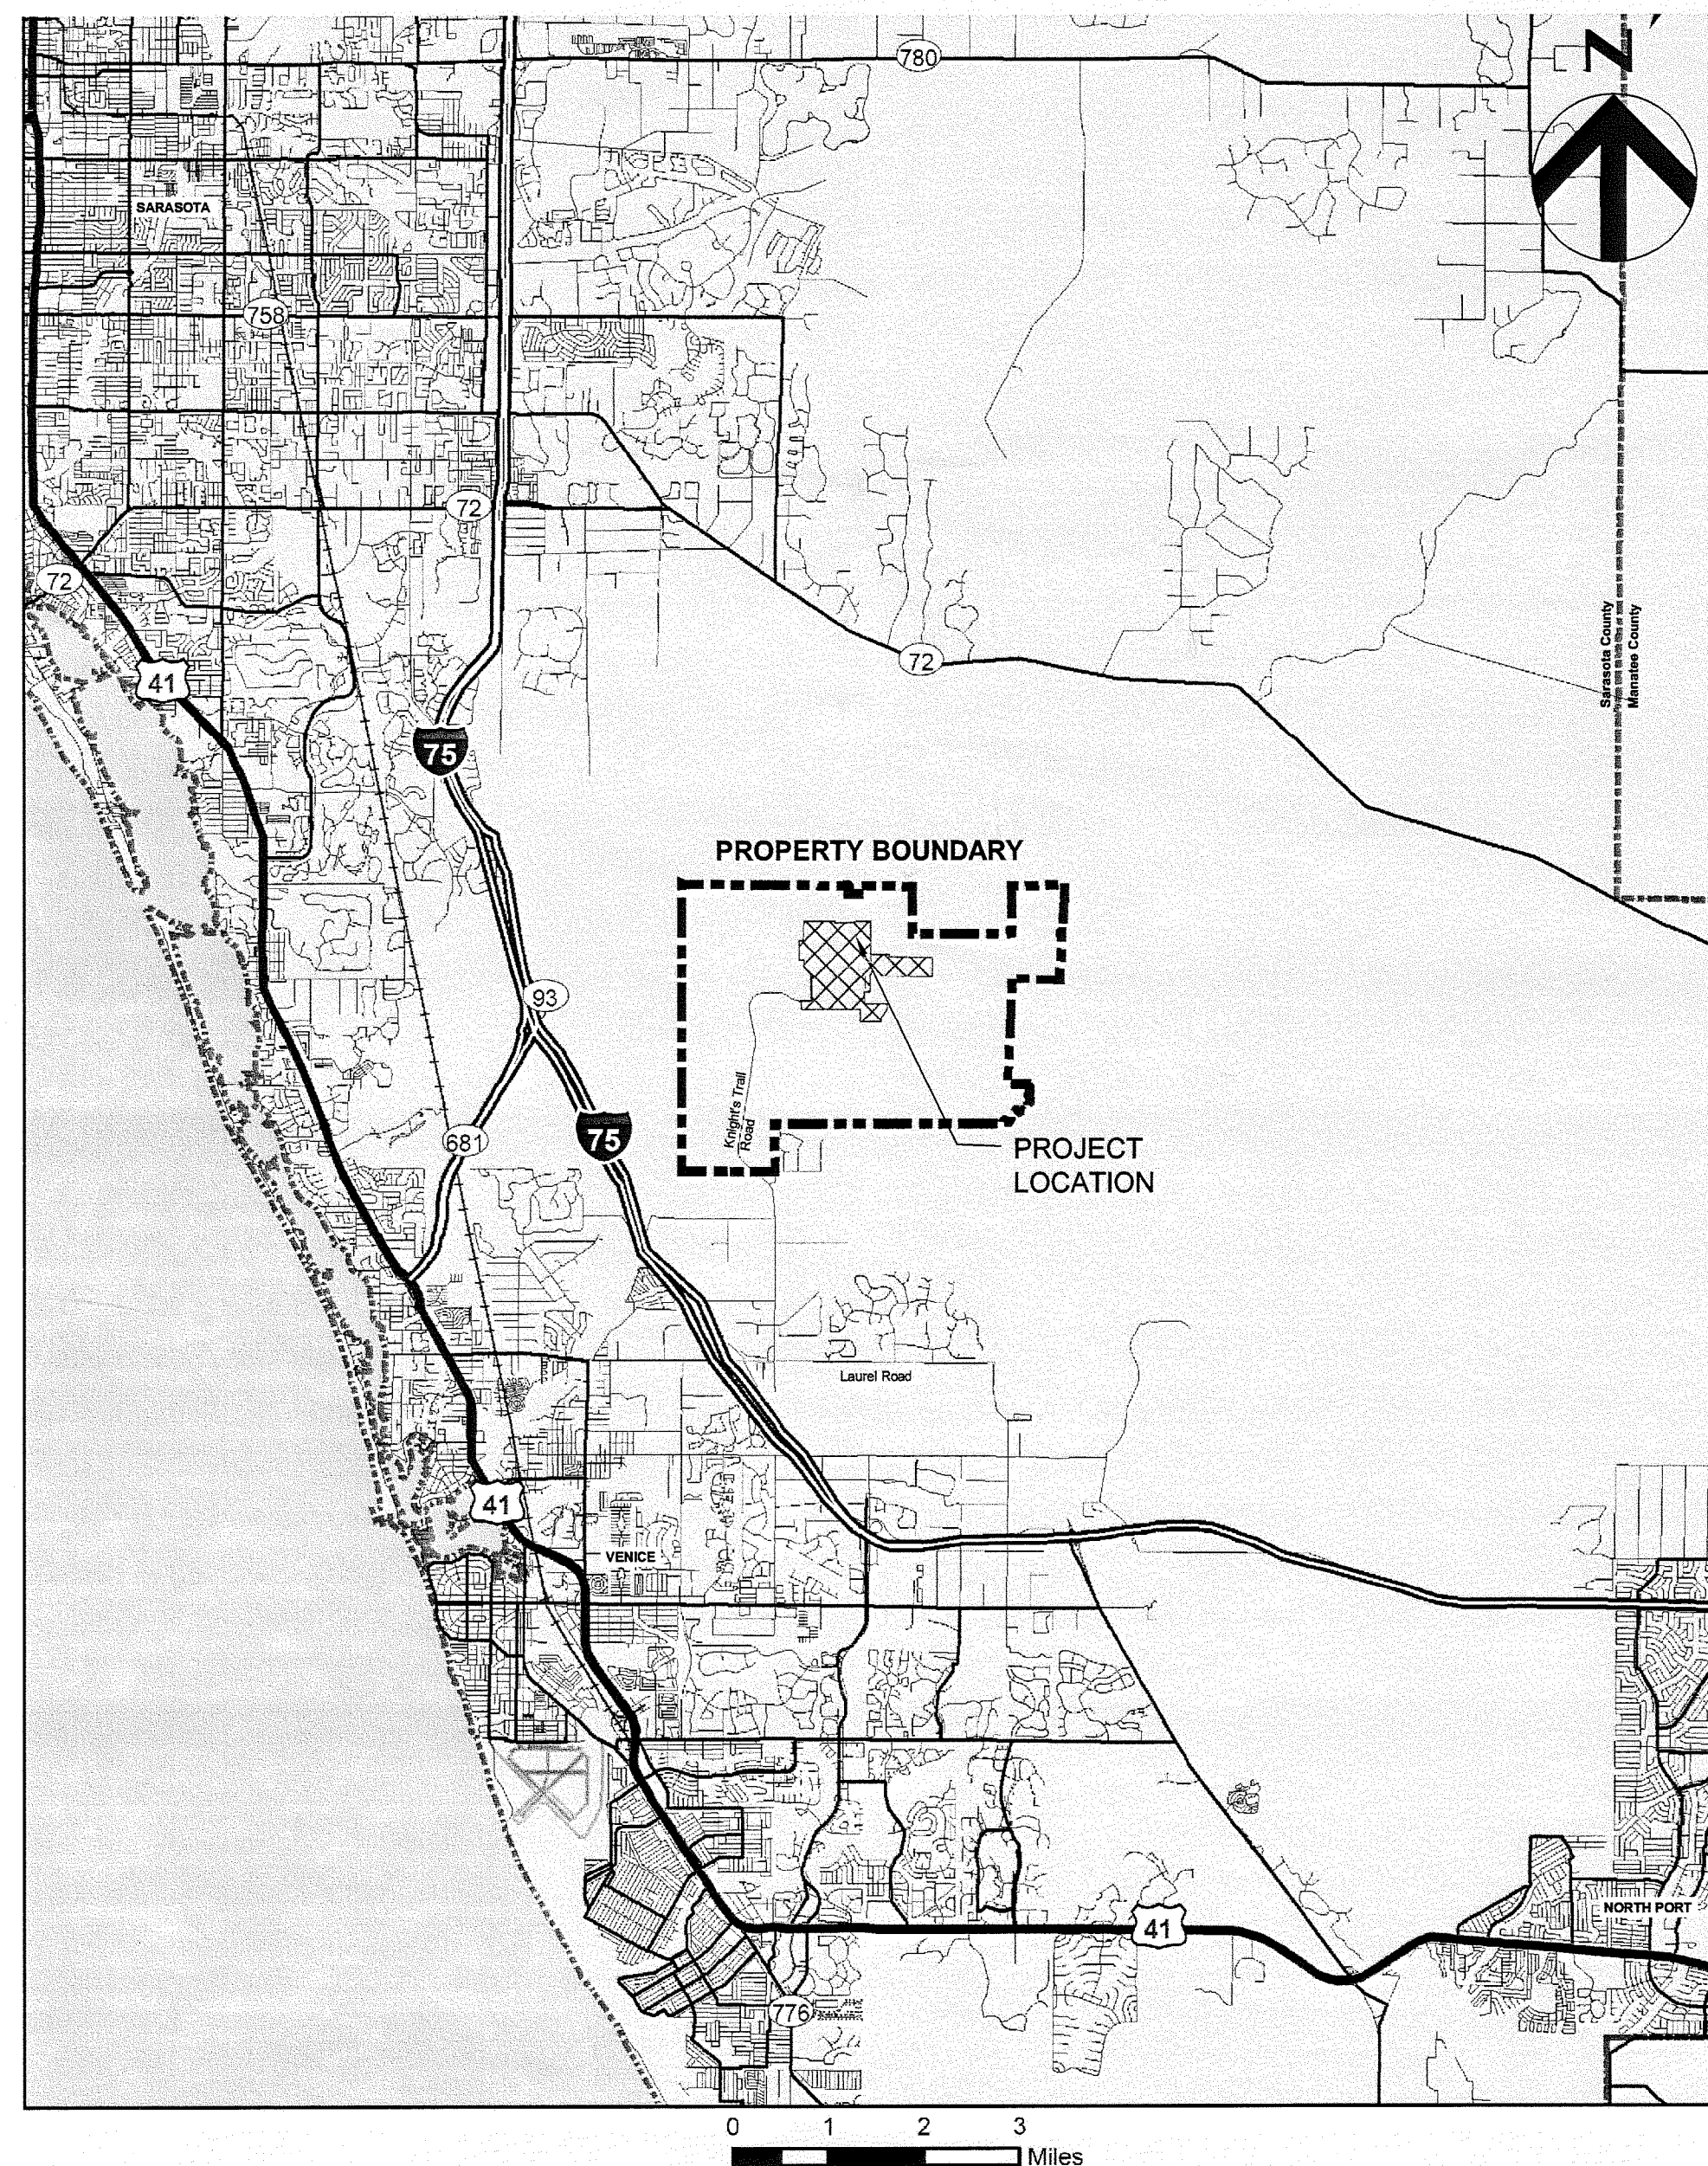 780
N
SARASOTA
758
72
72
Sarasota County
Manatee County
72
41
75
PROPERTY BOUNDARY
93
Knight's Trail
Road
681
75
PROJECT
LOCATION
Laurel Road
41
VENICE
NORTH PORT
41
776
0 1 2 3
Miles